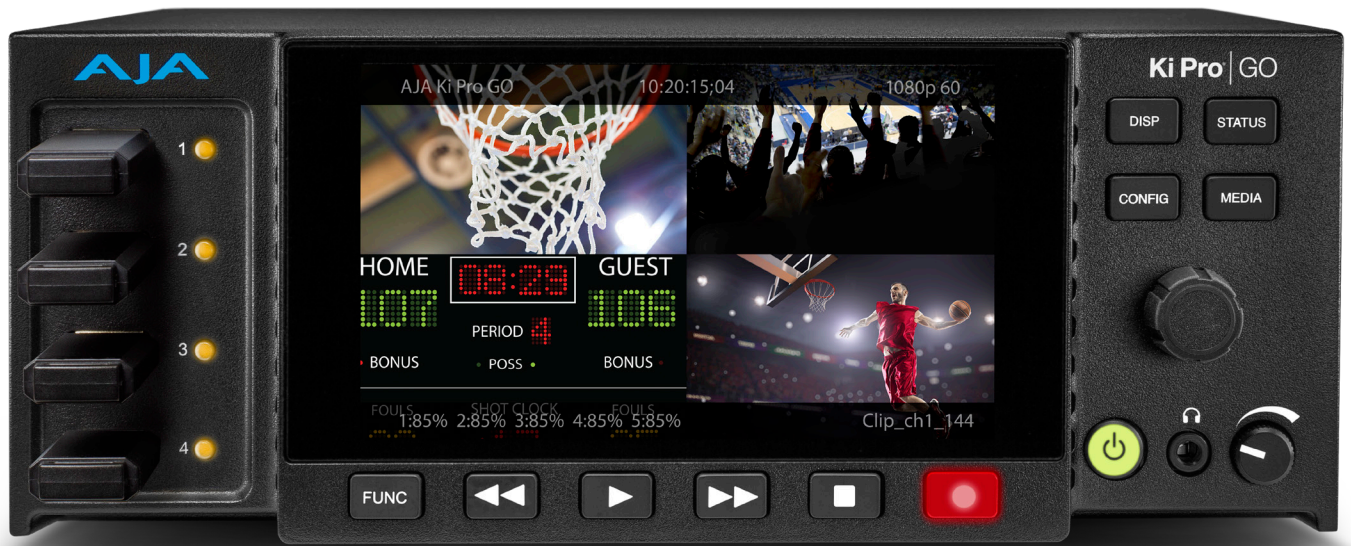 AJA
Ki Pro GO
1
2
3
4
AJA Ki Pro GO 10:20:15;04 1080p 60
HOME 08:29 GUEST
107 106
PERIOD 4
BONUS POSS BONUS
FOULS SHOT CLOCK FOULS
1:85% 2:85% 3:85% 4:85% 5:85% Clip_ch1_144
DISP STATUS
CONFIG MEDIA
FUNC